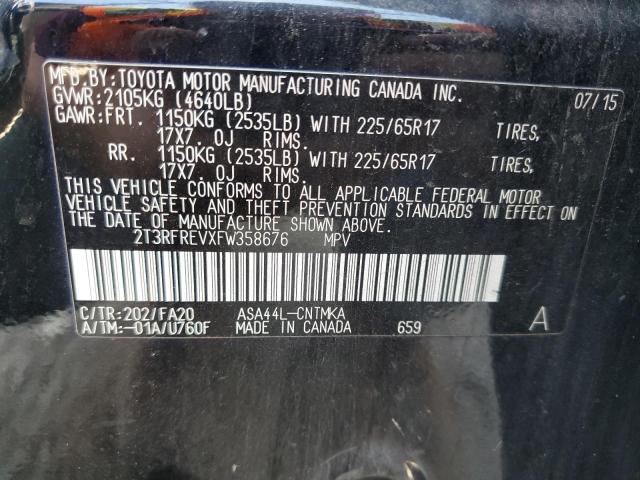 MFD.BY:TOYOTA MOTOR MANUFACTURING CANADA INC. 07/15
GVWR:2105KG (4640LB)
GAWR:FRT. 1150KG (2535LB) WITH 225/65R17 TIRES,
17X7. 0J RIMS.
RR. 1150KG (2535LB) WITH 225/65R17 TIRES,
17X7. 0J RIMS.
THIS VEHICLE CONFORMS TO ALL APPLICABLE FEDERAL MOTOR
VEHICLE SAFETY AND THEFT PREVENTION STANDARDS IN EFFECT ON
THE DATE OF MANUFACTURE SHOWN ABOVE.
2T3RFREVXFW358676 MPV
C/TR:202/FA20 ASA44L-CNTMKA
A/TM:-01A/U760F MADE IN CANADA 659 A